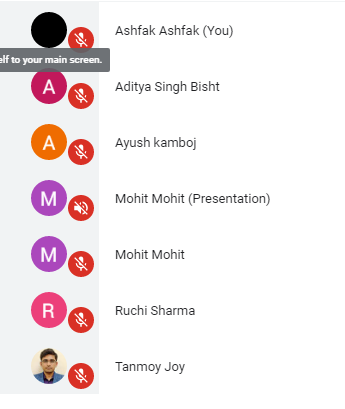 Ashfak Ashfak (You)
elf to your main screen.
A
Aditya Singh Bisht
A
Ayush kamboj
M
Mohit Mohit (Presentation)
M
Mohit Mohit
R
Ruchi Sharma
Tanmoy Joy